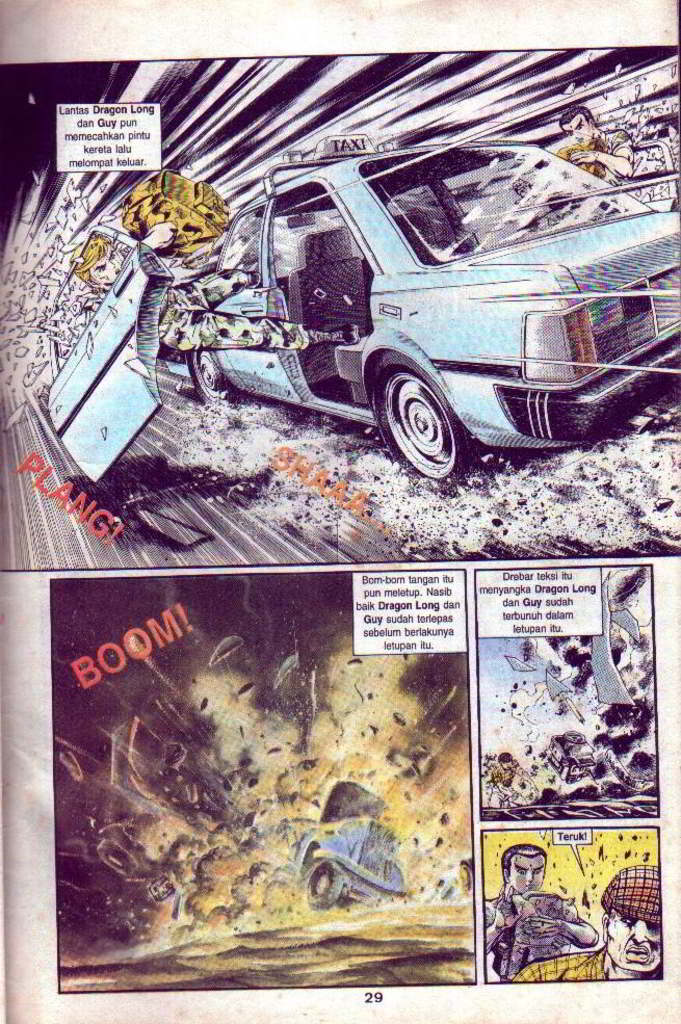 Lantas Dragon Long
dan Guy pun
memecahkan pintu
kereta lalu
melompat keluar.
TAXI
PLANG!
SHAAA...
BOOM!
Bom-bom tangan itu
pun meletup. Nasib
baik Dragon Long dan
Guy sudah terlepas
sebelum berlakunya
letupan itu.
Drebar teksi itu
menyangka Dragon Long
dan Guy sudah
terbunuh dalam
letupan itu.
Teruk!
29